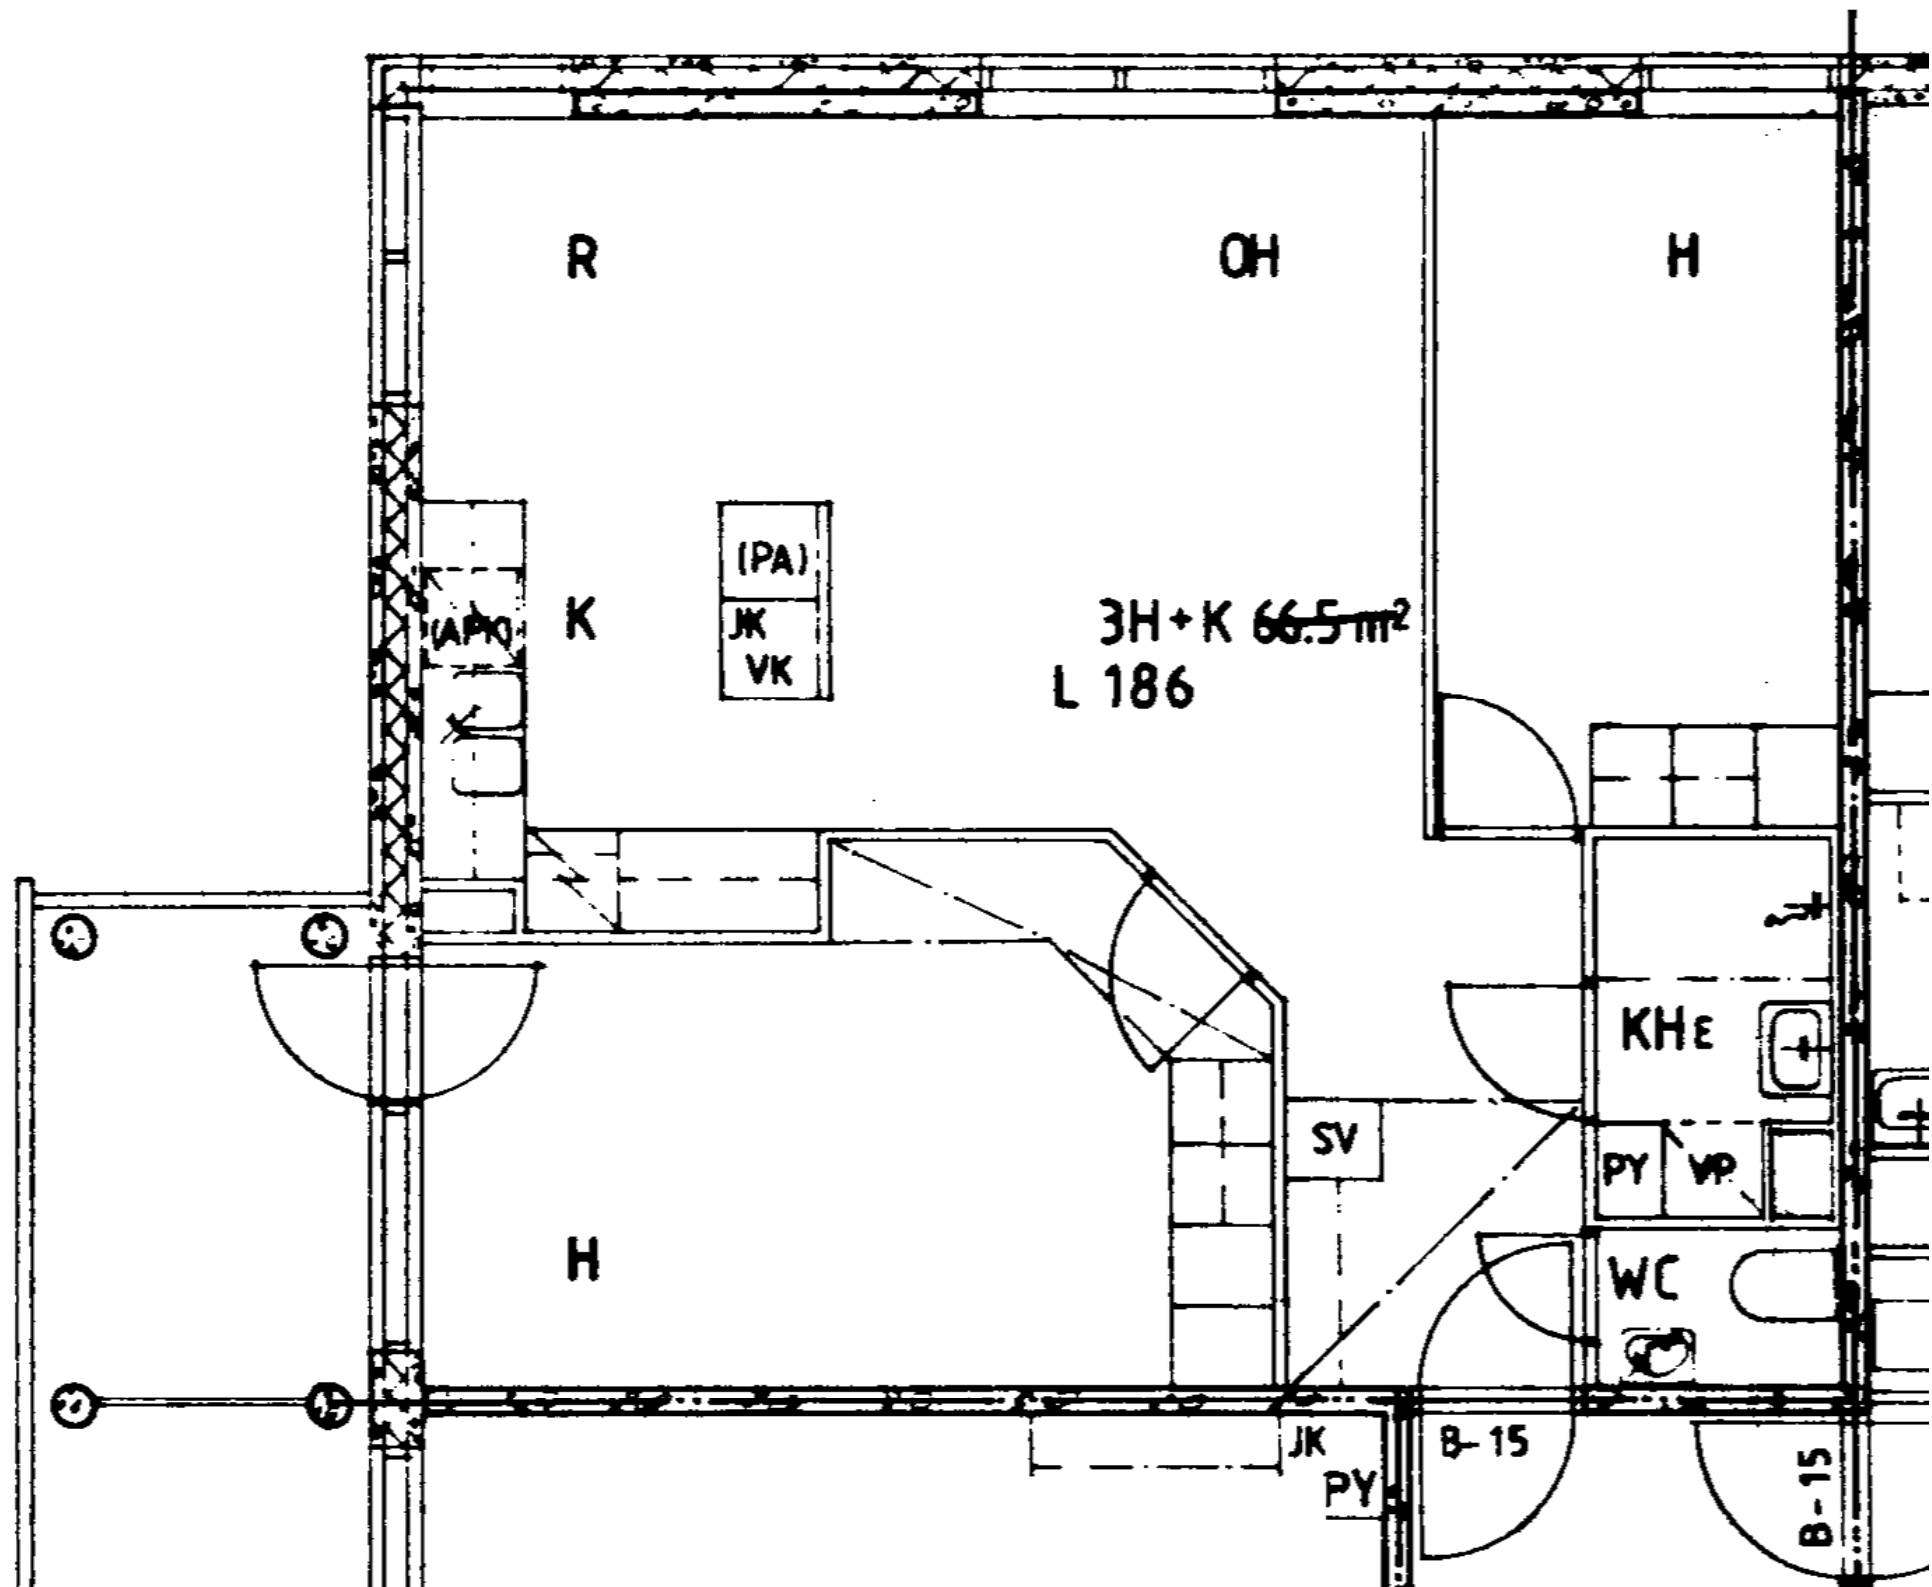 R
OH
H
(PA)
JK
VK
(APK)
K
3H+K 66.5 m²
L 186
KHE
SV
PY
VP
H
WC
JK
PY
B-15
B-15